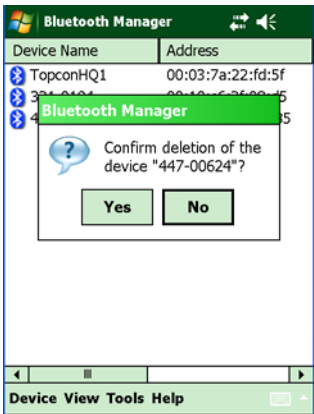 Bluetooth Manager
Device Name Address
TopconHQ1 00:03:7a:22:fd:5f
Bluetooth Manager
Confirm deletion of the
device "447-00624"?
Yes No
Device View Tools Help